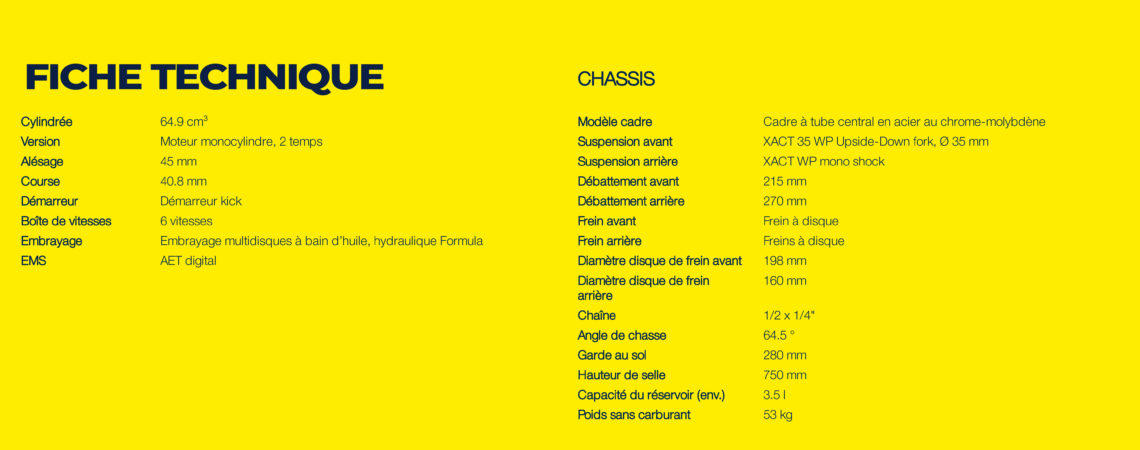 FICHE TECHNIQUE
Cylindrée 64.9 cm³
Version Moteur monocylindre, 2 temps
Alésage 45 mm
Course 40.8 mm
Démarreur Démarreur kick
Boîte de vitesses 6 vitesses
Embrayage Embrayage multidisques à bain d'huile, hydraulique Formula
EMS AET digital
CHASSIS
Modèle cadre Cadre à tube central en acier au chrome-molybdène
Suspension avant XACT 35 WP Upside-Down fork, Ø 35 mm
Suspension arrière XACT WP mono shock
Débattement avant 215 mm
Débattement arrière 270 mm
Frein avant Frein à disque
Frein arrière Freins à disque
Diamètre disque de frein avant 198 mm
Diamètre disque de frein 160 mm
arrière
Chaîne 1/2 x 1/4"
Angle de chasse 64.5 °
Garde au sol 280 mm
Hauteur de selle 750 mm
Capacité du réservoir (env.) 3.5 l
Poids sans carburant 53 kg